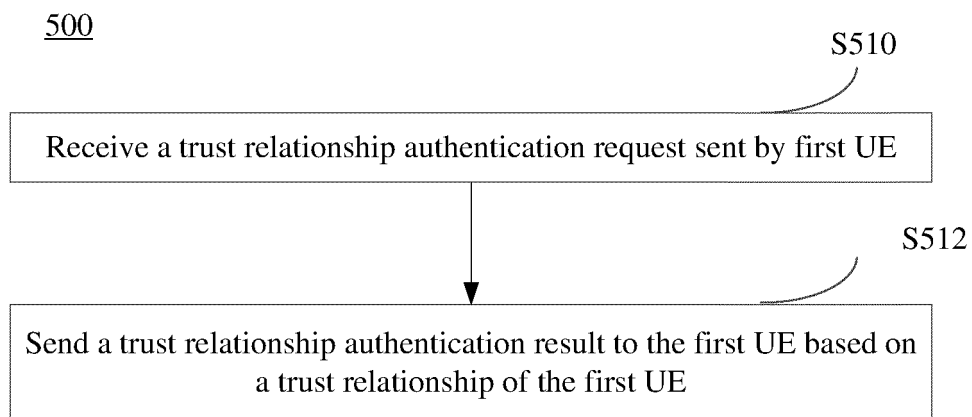 500
S510
Receive a trust relationship authentication request sent by first UE
S512
Send a trust relationship authentication result to the first UE based on
a trust relationship of the first UE